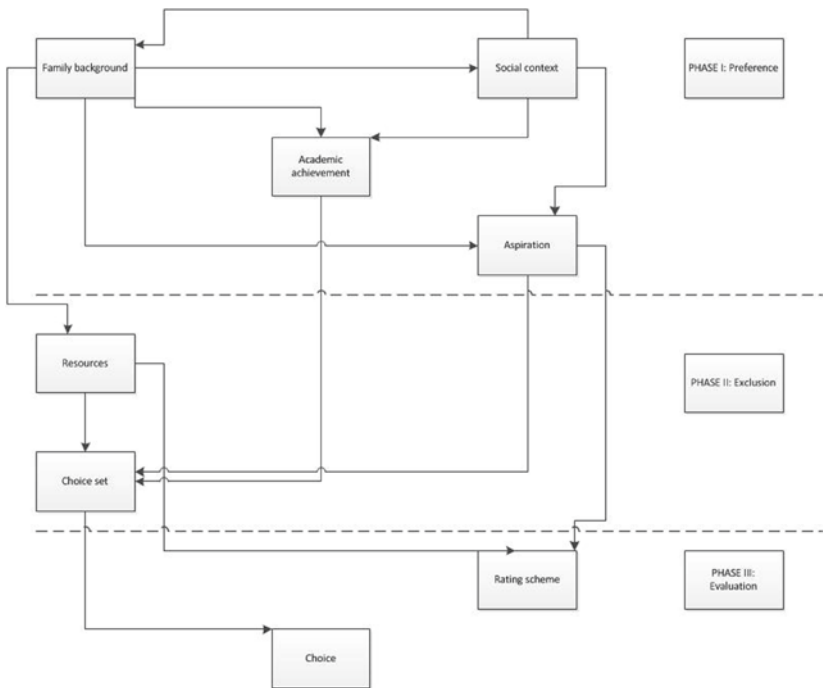 Family background
Social context
PHASE I: Preference
Academic
achievement
Aspiration
Resources
PHASE II: Exclusion
Choice set
Rating scheme
PHASE III:
Evaluation
Choice